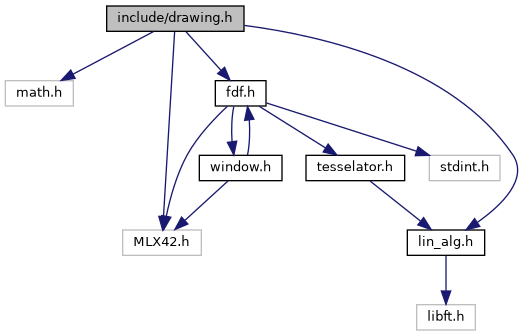 include/drawing.h
math.h
fdf.h
window.h
tesselator.h
stdint.h
MLX42.h
lin_alg.h
libft.h